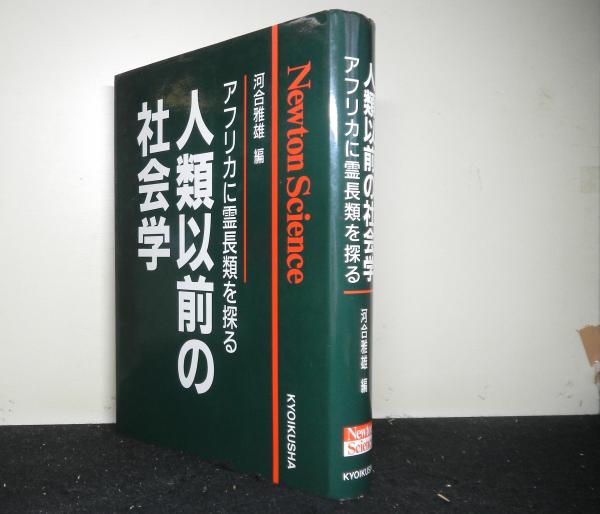 Newton Science
河合雅雄 編
アフリカに霊長類を探る
人類以前の
社会学
KYOIKUSHA
人類以前の社会学
アフリカに霊長類を探る
河合雅雄 編
Newton
Science
KYOIKUSHA